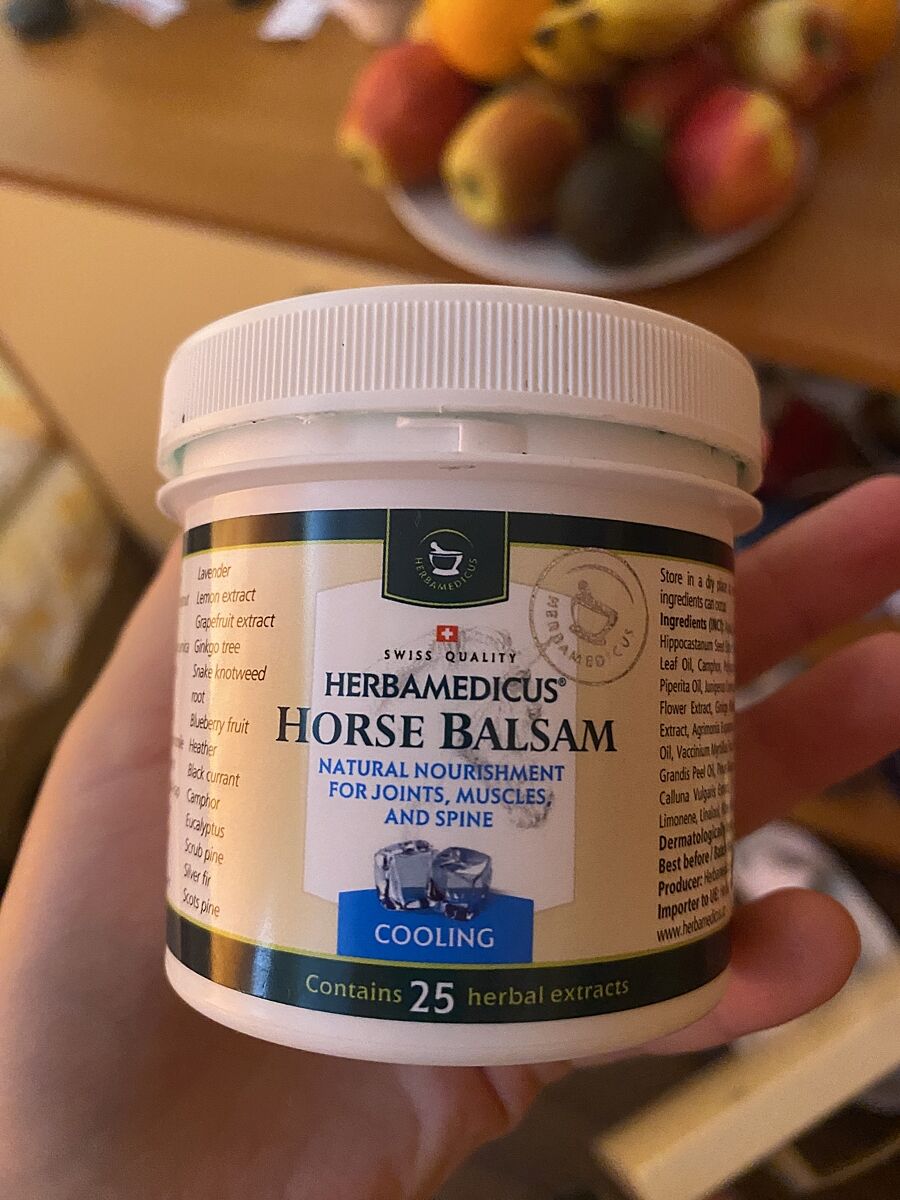 HERBAMEDICUS
HERBAMEDICUS
SWISS QUALITY
HERBAMEDICUS®
HORSE BALSAM
NATURAL NOURISHMENT
FOR JOINTS, MUSCLES,
AND SPINE
COOLING
Contains 25 herbal extracts
Lavender
Lemon extract
Grapefruit extract
Ginkgo tree
Snake knotweed
root
Blueberry fruit
Heather
Black currant
Camphor
Eucalyptus
Scrub pine
Silver fir
Scots pine
Store in a dry place
ingredients can occur
Ingredients (INCI):
Hippocastanum Seed
Leaf Oil, Camphor,
Piperita Oil, Juniperus
Flower Extract, Ginkgo
Extract, Agrimonia
Oil, Vaccinium Myrtillus
Grandis Peel Oil,
Calluna Vulgaris
Limonene, Linalool,
Dermatologically
Best before /
Producer:
Importer to
www.herbamedicus